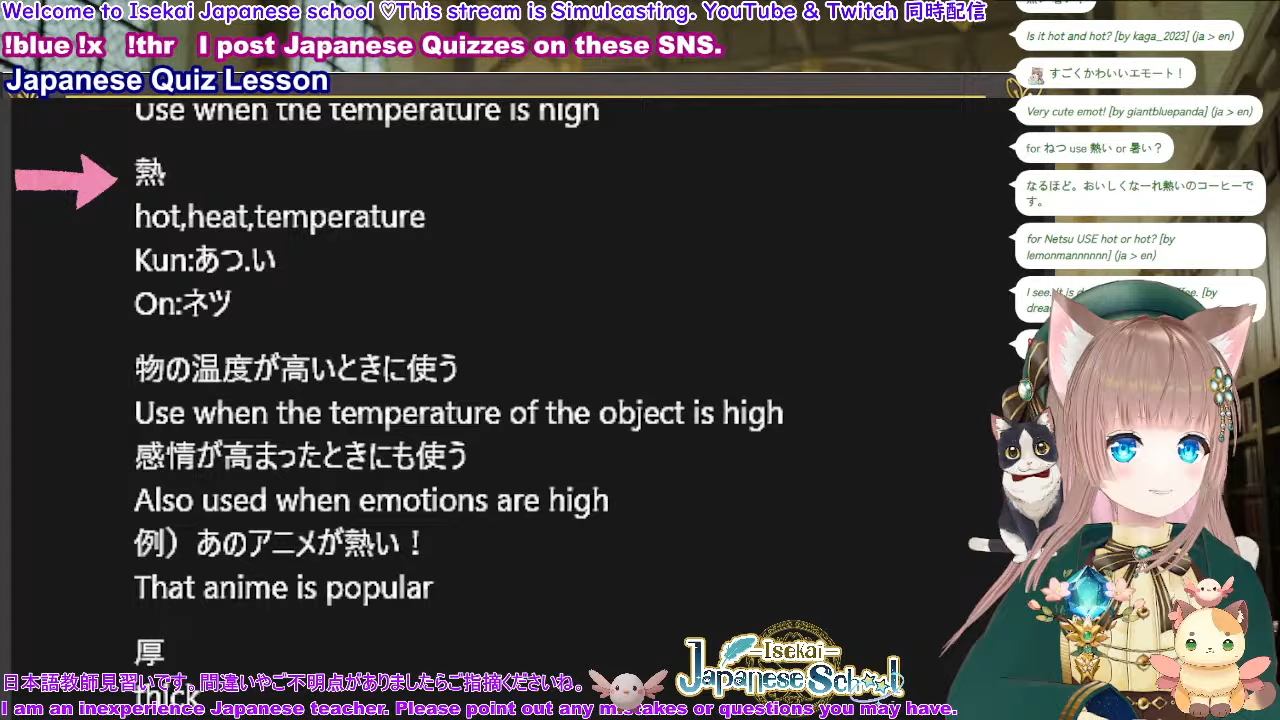 Welcome to Isekai Japanese school ♡This stream is Simulcasting. YouTube & Twitch 同時配信
!blue !x !thr I post Japanese Quizzes on these SNS.
Japanese Quiz Lesson
Use when the temperature is high
熱
hot,heat,temperature
Kun:あつ.い
On:ネツ
物の温度が高いときに使う
Use when the temperature of the object is high
感情が高まったときにも使う
Also used when emotions are high
例）あのアニメが熱い！
That anime is popular
厚
thick
Isekai
Japanese School
日本語教師見習いです。間違いやご不明点がありましたらご指摘くださいね。
I am an inexperience Japanese teacher. Please point out any mistakes or questions you may have.
Is it hot and hot? [by kaga_2023] (ja > en)
すごくかわいいエモート！
Very cute emot! [by giantbluepanda] (ja > en)
for ねつ use 熱い or 暑い？
なるほど。おいしくなーれ熱いのコーヒーで
す。
for Netsu USE hot or hot? [by
lemonmannnnnn] (ja > en)
I see. It is
[by